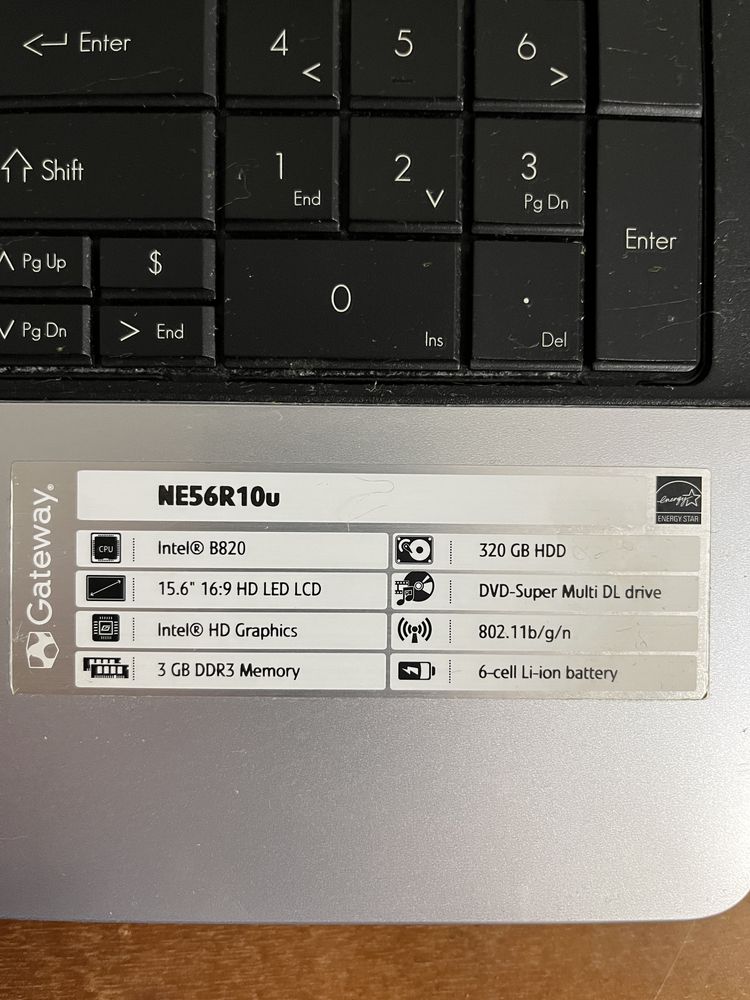 Enter
4
<
5
6
>
Shift
1
End
2
3
Pg Dn
Enter
Pg Up
$
0
Ins
.
Del
Pg Dn
> End
Gateway®
NE56R10u
energy
ENERGY STAR
CPU
Intel® B820
320 GB HDD
15.6" 16:9 HD LED LCD
DVD-Super Multi DL drive
Intel® HD Graphics
802.11b/g/n
3 GB DDR3 Memory
6-cell Li-ion battery